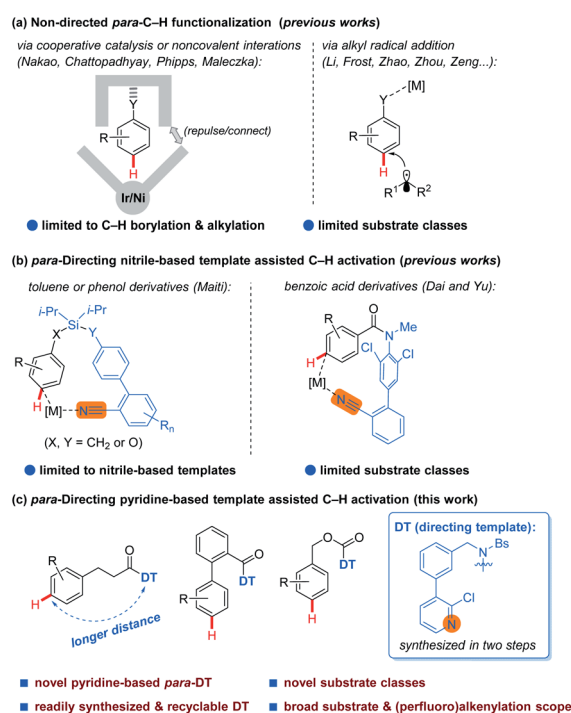 (a) Non-directed para-C–H functionalization (previous works)
via cooperative catalysis or noncovalent interations
(Nakao, Chattopadhyay, Phipps, Maleczka):
via alkyl radical addition
(Li, Frost, Zhao, Zhou, Zeng...):
Y
R
H
(repulse/connect)
Ir/Ni
Y
[M]
R
H
R1 R2
limited to C–H borylation & alkylation
limited substrate classes
(b) para-Directing nitrile-based template assisted C–H activation (previous works)
toluene or phenol derivatives (Maiti):
benzoic acid derivatives (Dai and Yu):
i-Pr
i-Pr
Si
X
Y
R
H
[M]
N
Rn
(X, Y = CH2 or O)
R
O
N
Me
Cl
Cl
H
[M]
N
limited to nitrile-based templates
limited substrate classes
(c) para-Directing pyridine-based template assisted C–H activation (this work)
R
O
DT
H
longer distance
O
DT
R
H
O
O
DT
R
H
DT (directing template):
Bs
N
Cl
N
synthesized in two steps
novel pyridine-based para-DT
novel substrate classes
readily synthesized & recyclable DT
broad substrate & (perfluoro)alkenylation scope